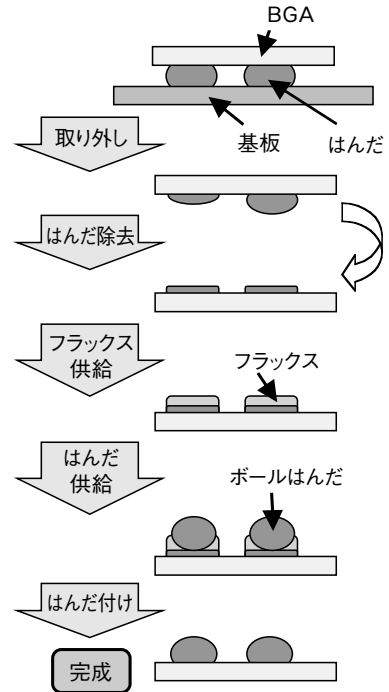 BGA
基板
はんだ
取り外し
はんだ除去
フラックス
供給
フラックス
はんだ
供給
ボールはんだ
はんだ付け
完成